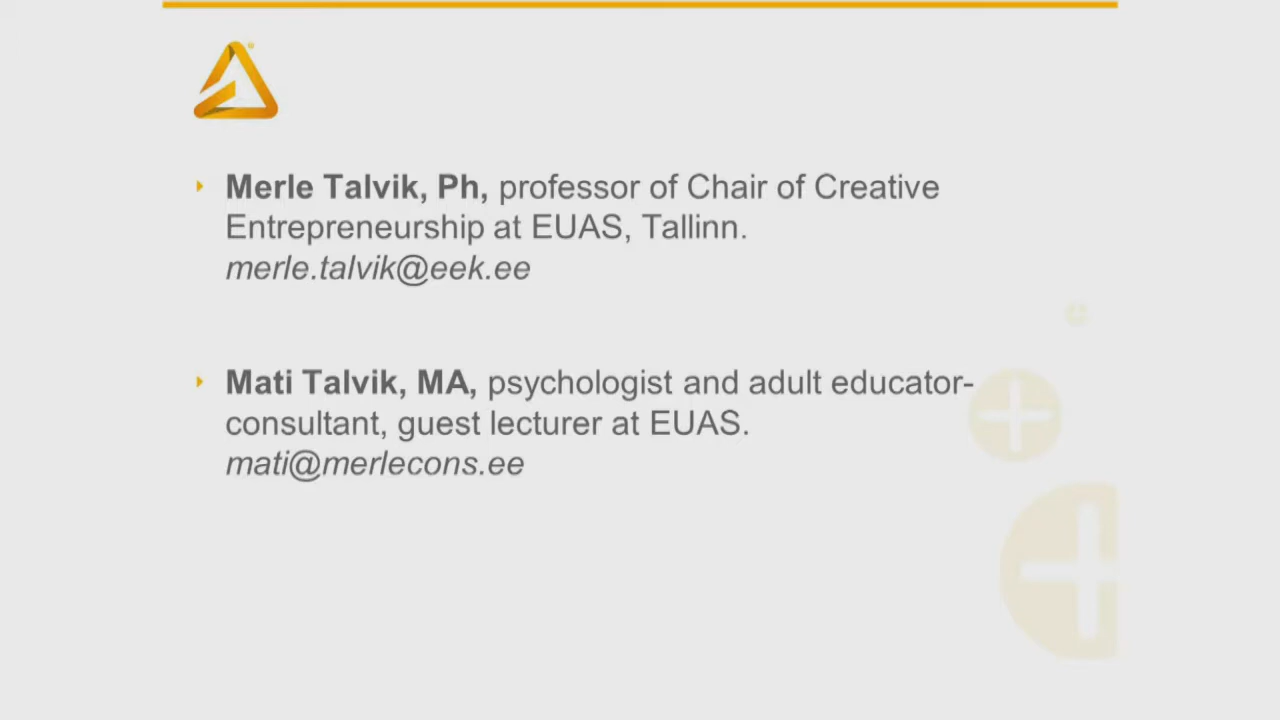 Merle Talvik, Ph, professor of Chair of Creative
Entrepreneurship at EUAS, Tallinn.
merle.talvik@eek.ee
Mati Talvik, MA, psychologist and adult educator-
consultant, guest lecturer at EUAS.
mati@merlecons.ee